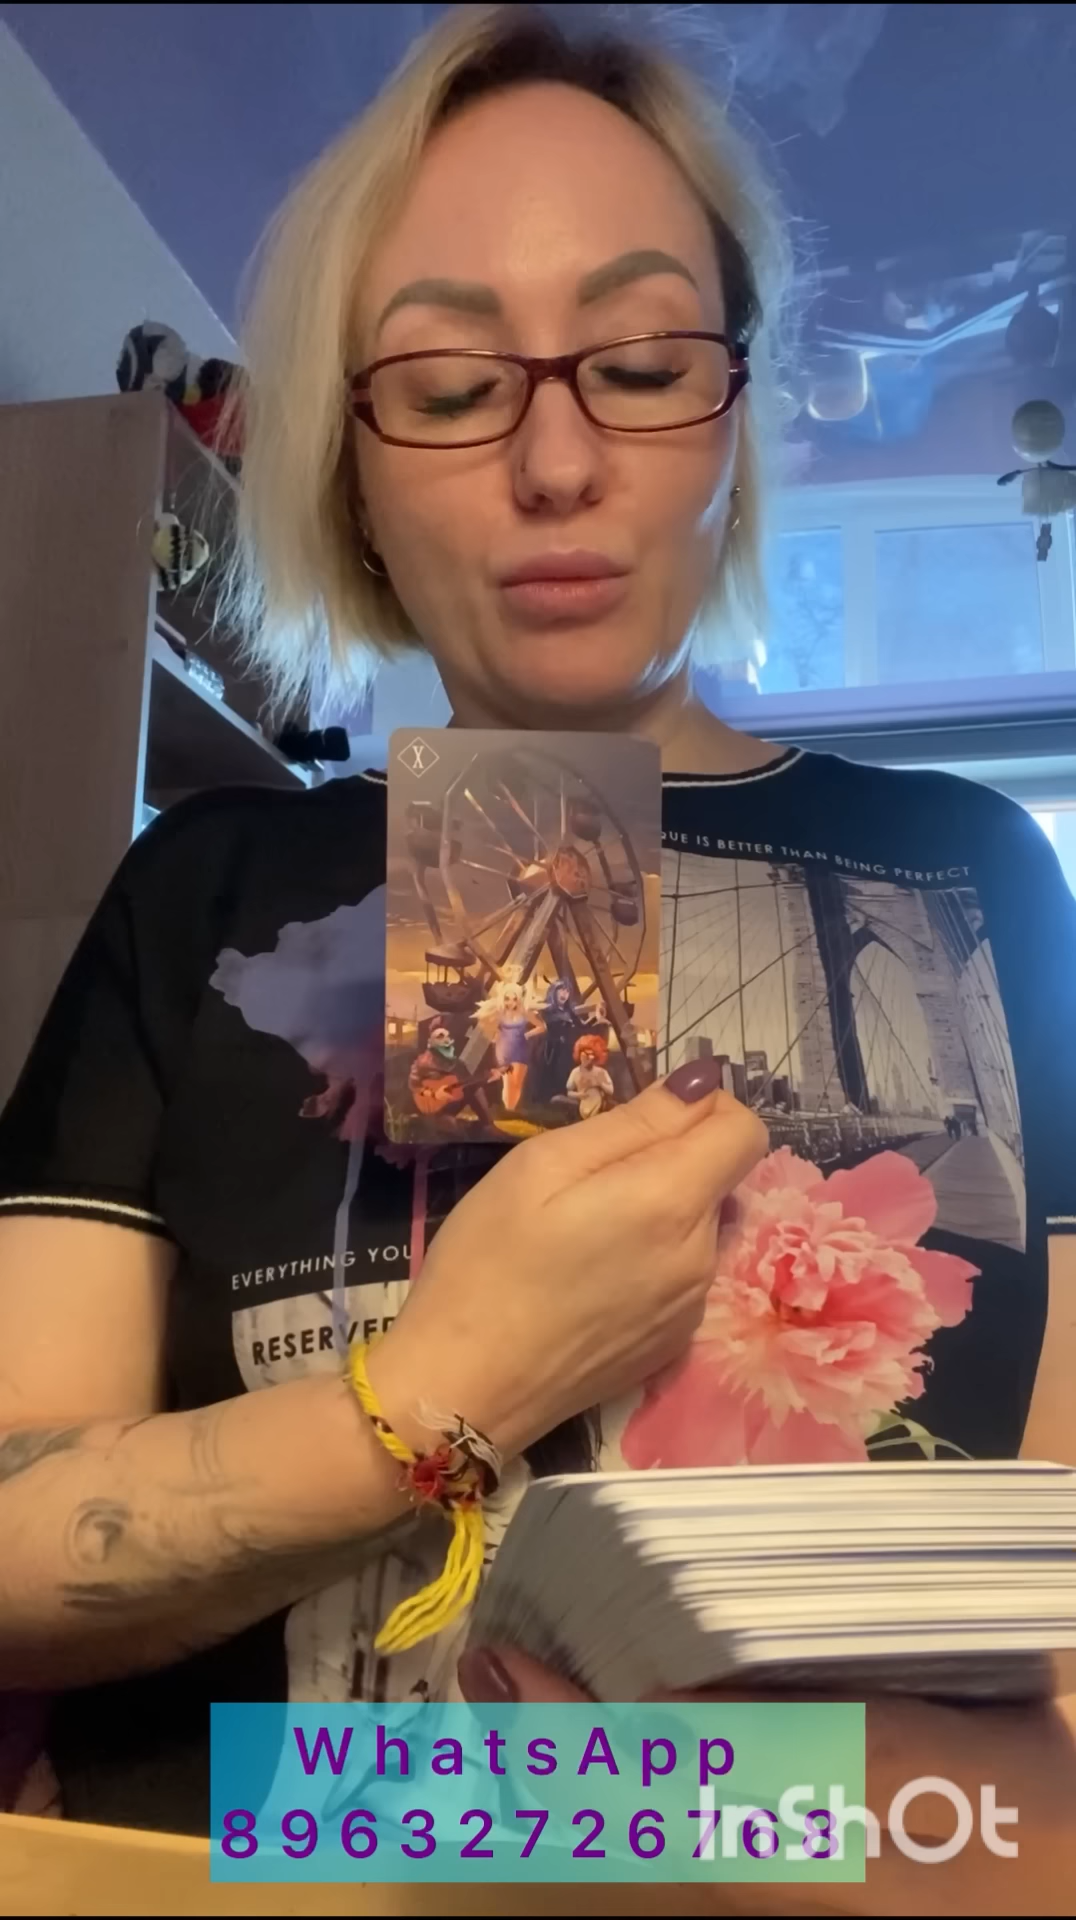 X
QUE IS BETTER THAN BEING PERFECT
EVERYTHING YOU
RESERVED
WhatsApp
89632726768
InShOt